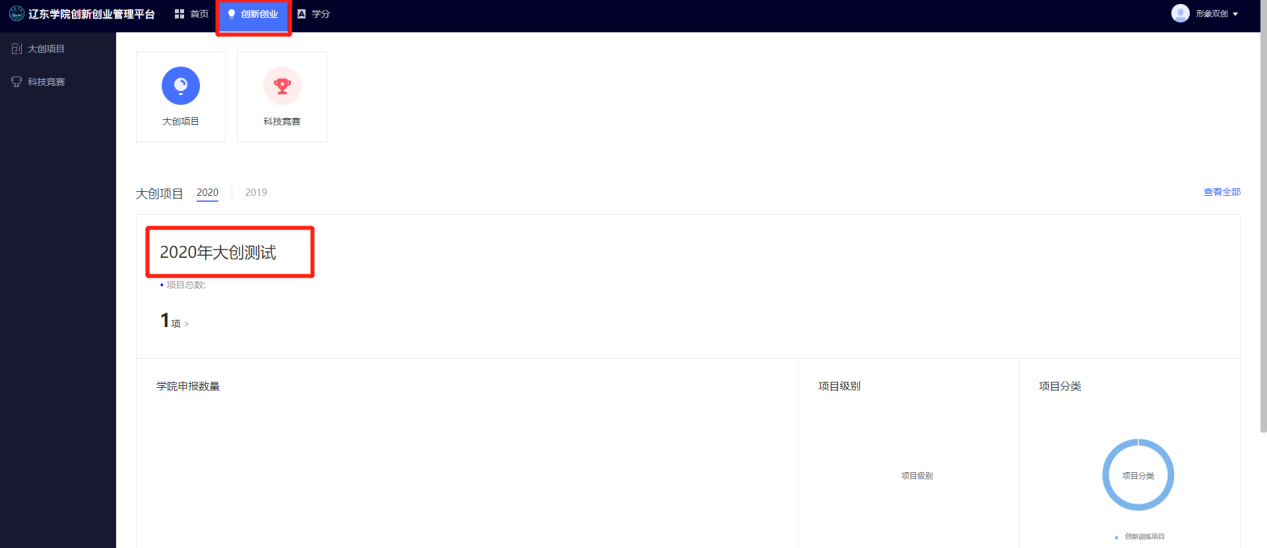 辽东学院创新创业管理平台 首页 创新创业 学分 形象双创
大创项目
科技竞赛
大创项目 科技竞赛
大创项目 2020 2019 查看全部
2020年大创测试
项目总数:
1项 >
学院申报数量 项目级别 项目分类
项目级别 项目分类
创新训练项目